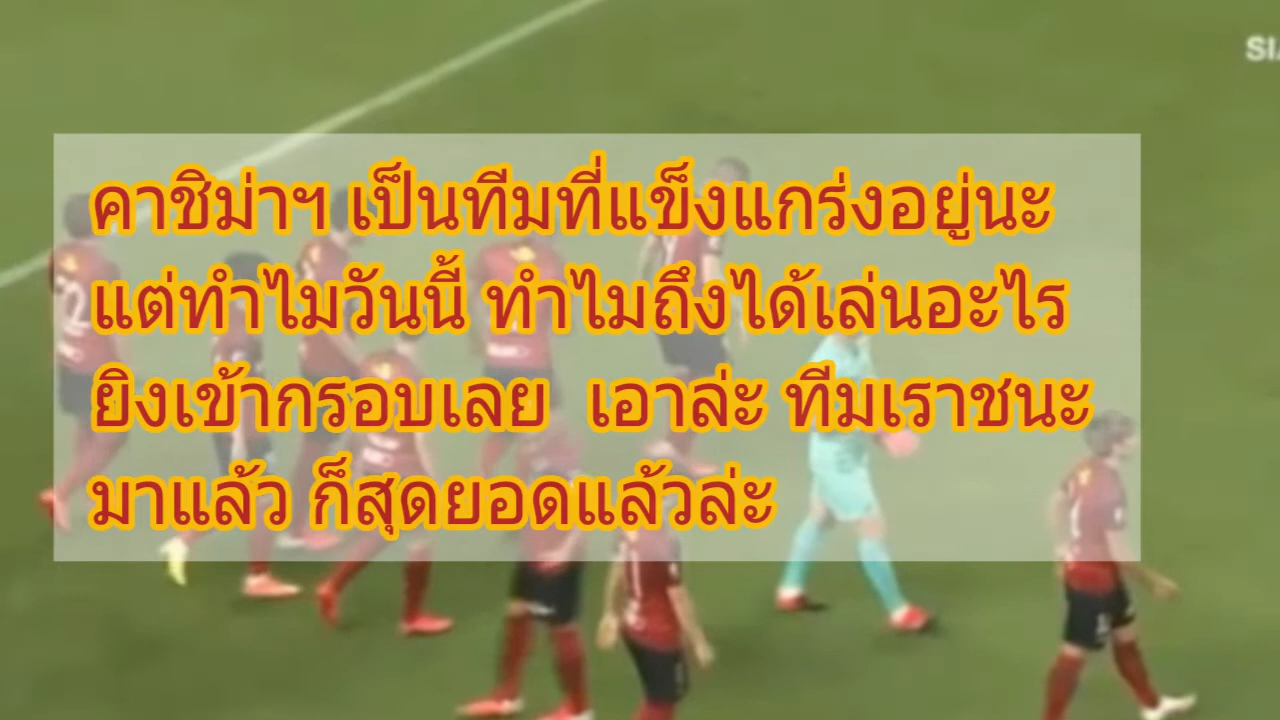 คาชิม่าฯ เป็นทีมที่แข็งแกร่งอยู่นะ
แต่ทำไมวันนี้ ทำไมถึงได้เล่นอะไร
ยิงเข้ากรอบเลย เอาล่ะ ทีมเราชนะ
มาแล้ว ก็สุดยอดแล้วล่ะ